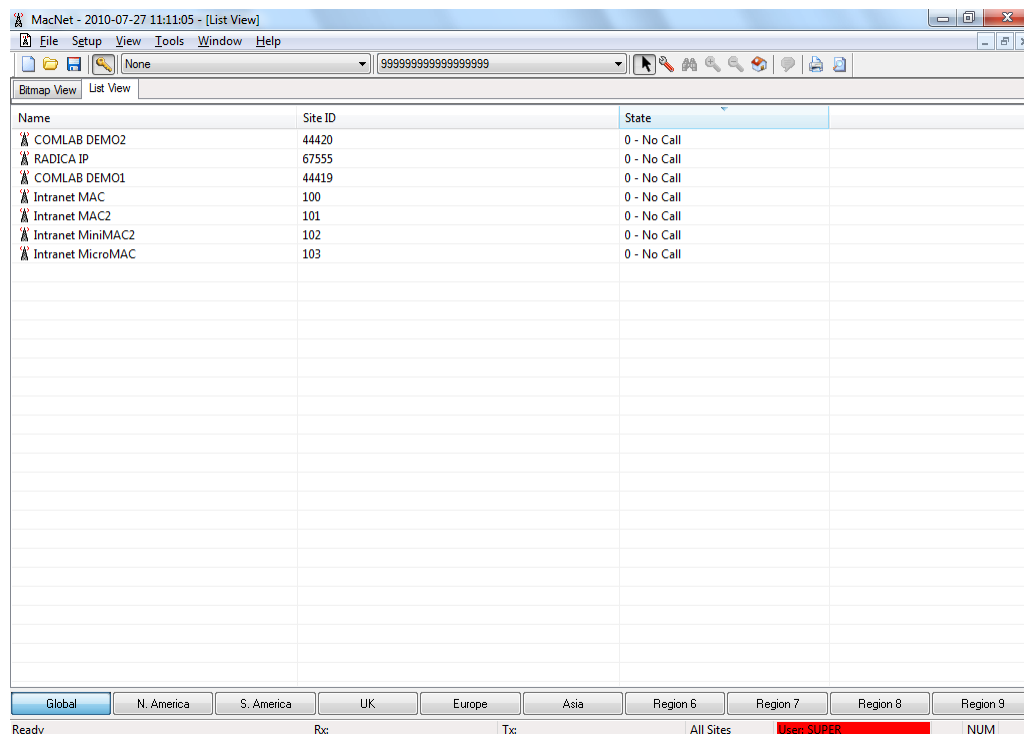 MacNet - 2010-07-27 11:11:05 - [List View]
File Setup View Tools Window Help
None 999999999999999999
Bitmap View List View
Name Site ID State
COMLAB DEMO2 44420 0 - No Call
RADICA IP 67555 0 - No Call
COMLAB DEMO1 44419 0 - No Call
Intranet MAC 100 0 - No Call
Intranet MAC2 101 0 - No Call
Intranet MiniMAC2 102 0 - No Call
Intranet MicroMAC 103 0 - No Call
Global N. America S. America UK Europe Asia Region 6 Region 7 Region 8 Region 9
Ready Rx: Tx: All Sites User: SUPER NUM